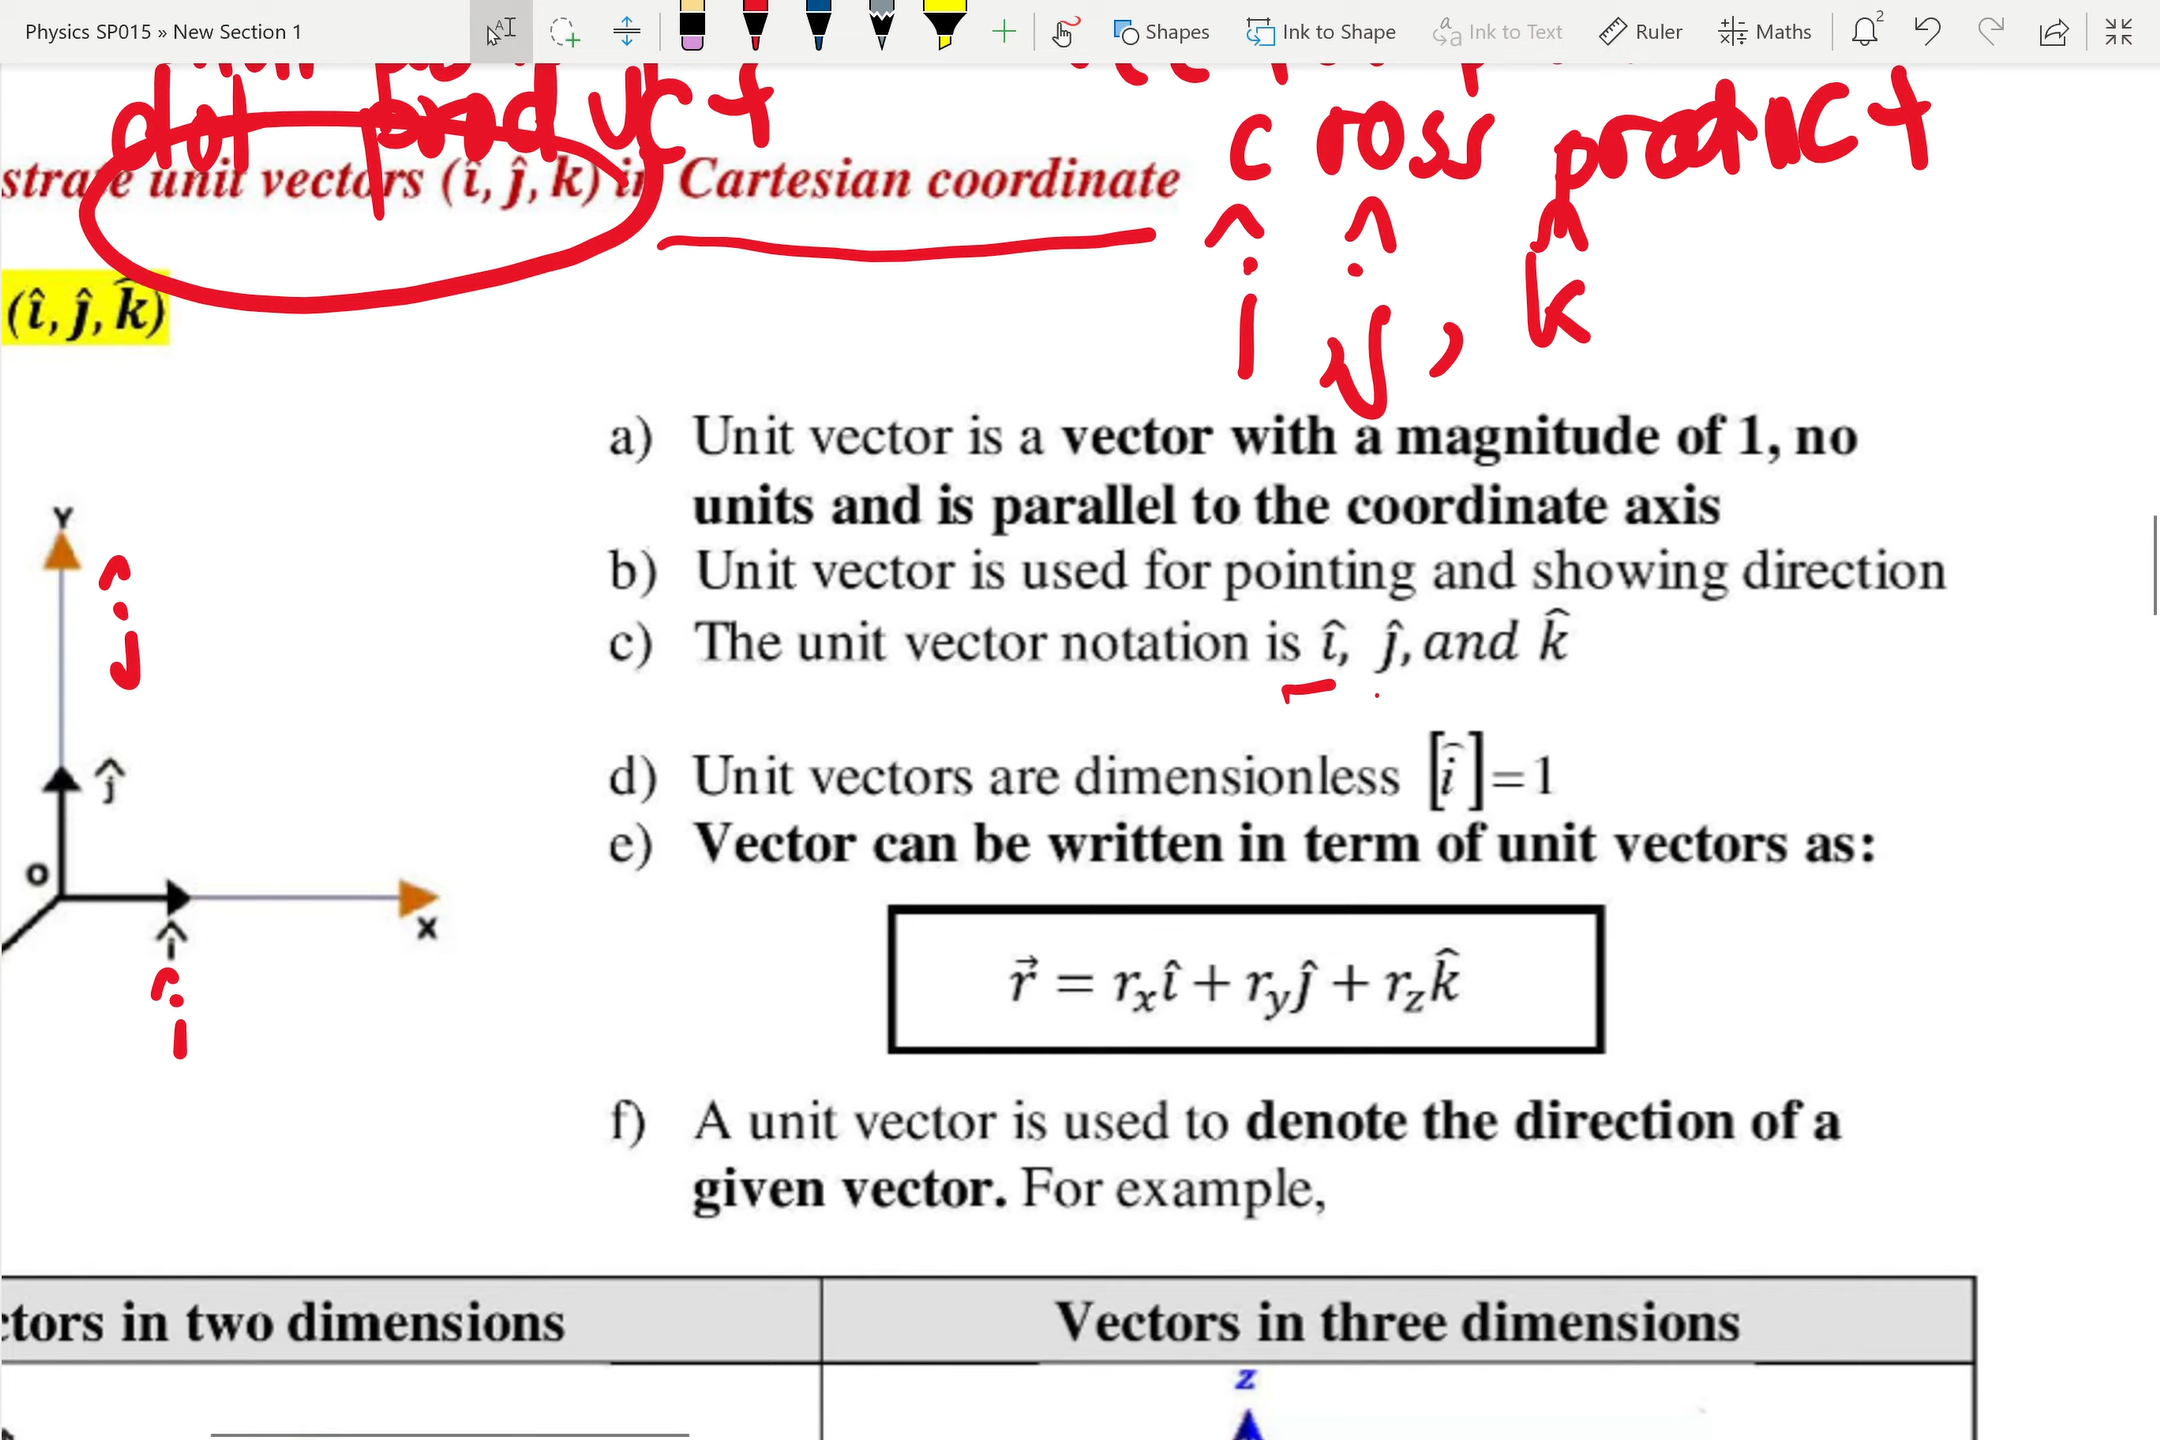 Physics SP015 » New Section 1
Shapes
Ink to Shape
Ink to Text
Ruler
Maths
2
dot product
cross product
strate unit vectors (î, ĵ, k̂) in Cartesian coordinate
î ĵ, k̂
(î, ĵ, k̂)
a) Unit vector is a vector with a magnitude of 1, no
units and is parallel to the coordinate axis
b) Unit vector is used for pointing and showing direction
c) The unit vector notation is î, ĵ, and k̂
d) Unit vectors are dimensionless [î]=1
e) Vector can be written in term of unit vectors as:
r⃗ = rₓî + r_yĵ + r_zk̂
f) A unit vector is used to denote the direction of a
given vector. For example,
Y
ĵ
ĵ
O
X
î
î
ctors in two dimensions
Vectors in three dimensions
z